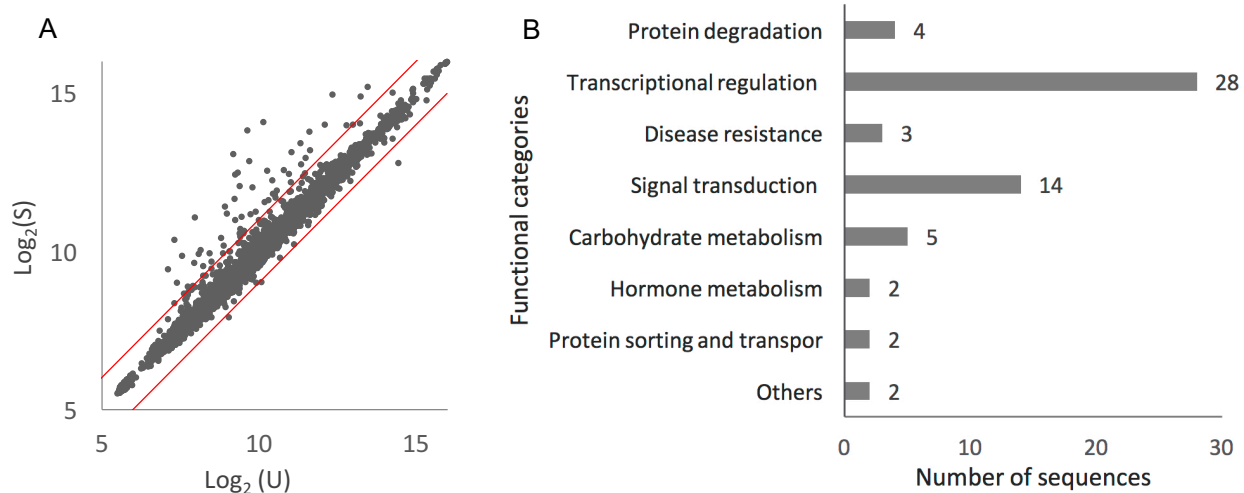 A
15
10
5
Log2(S)
5
10
15
Log2 (U)
B
Functional categories
Protein degradation
4
Transcriptional regulation
28
Disease resistance
3
Signal transduction
14
Carbohydrate metabolism
5
Hormone metabolism
2
Protein sorting and transpor
2
Others
2
0
10
20
30
Number of sequences